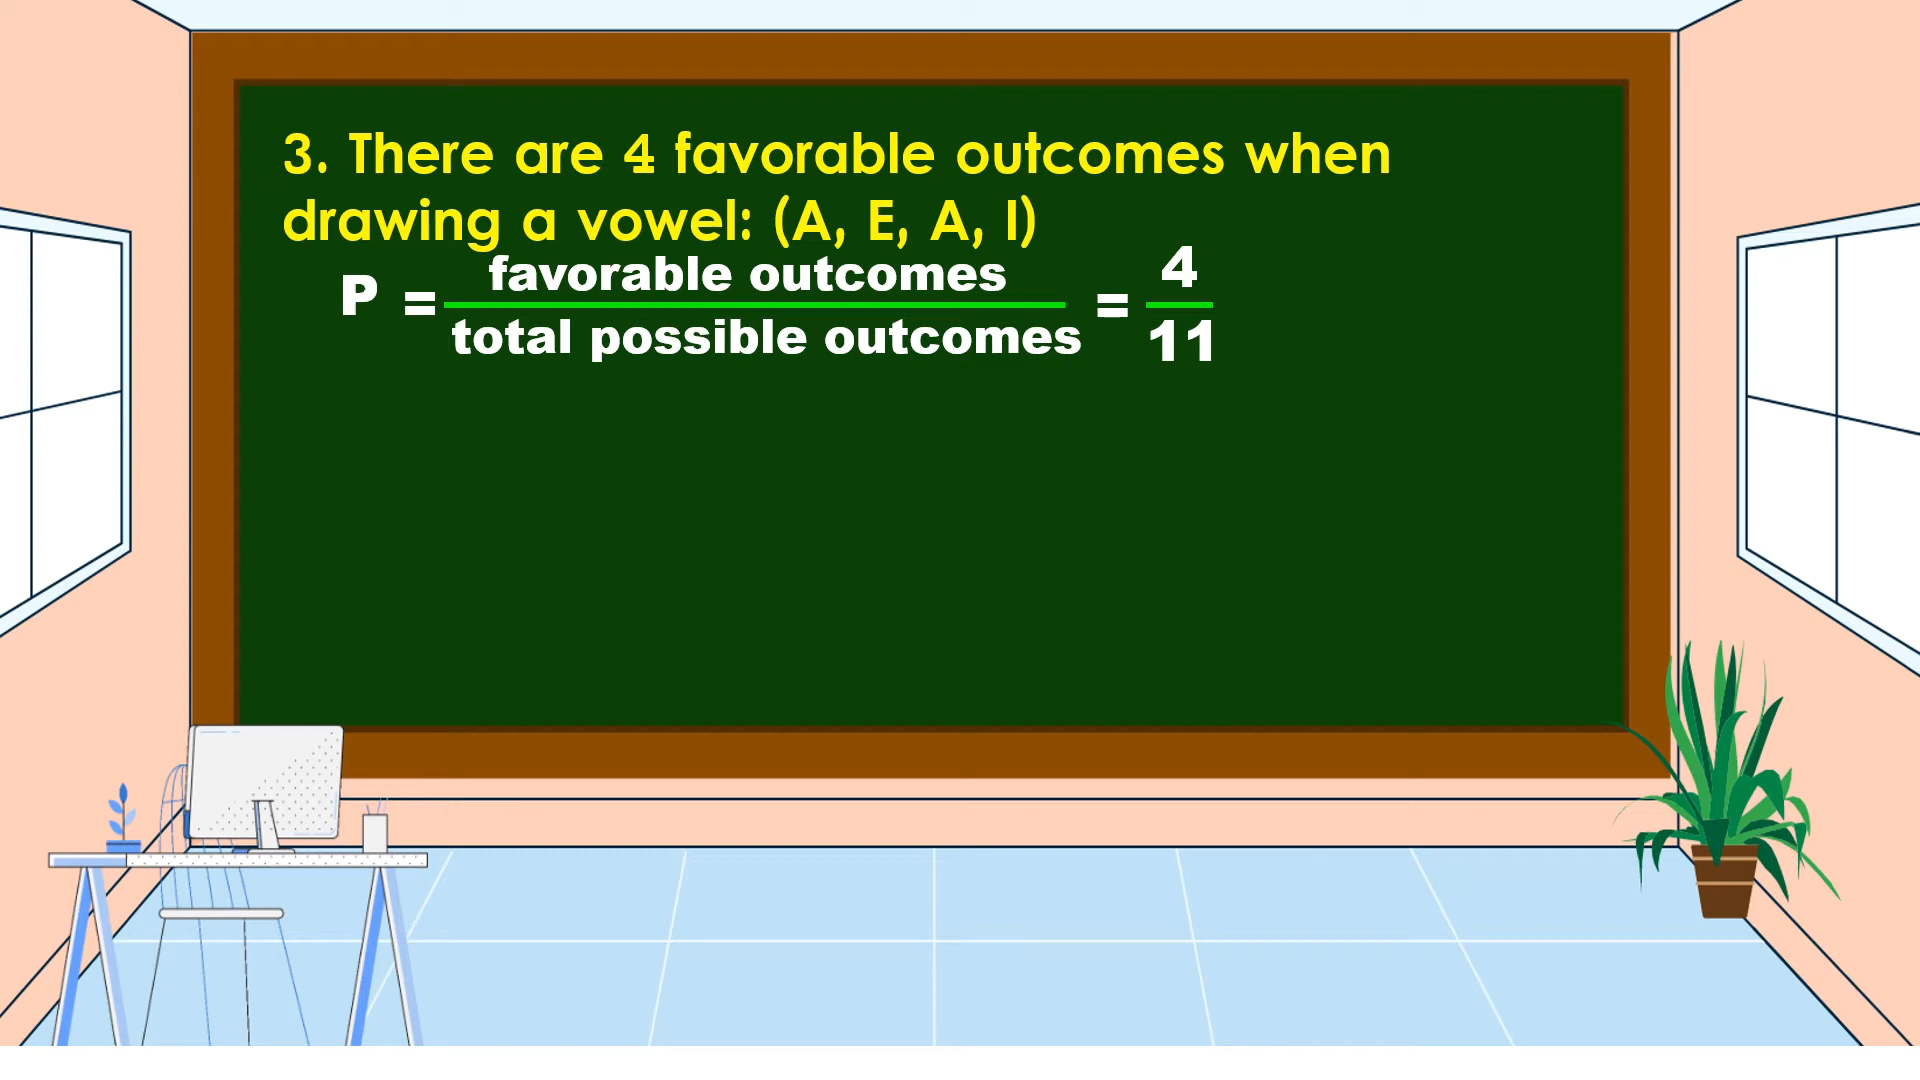 3. There are 4 favorable outcomes when
drawing a vowel: (A, E, A, I)
P = favorable outcomes / total possible outcomes = 4 / 11